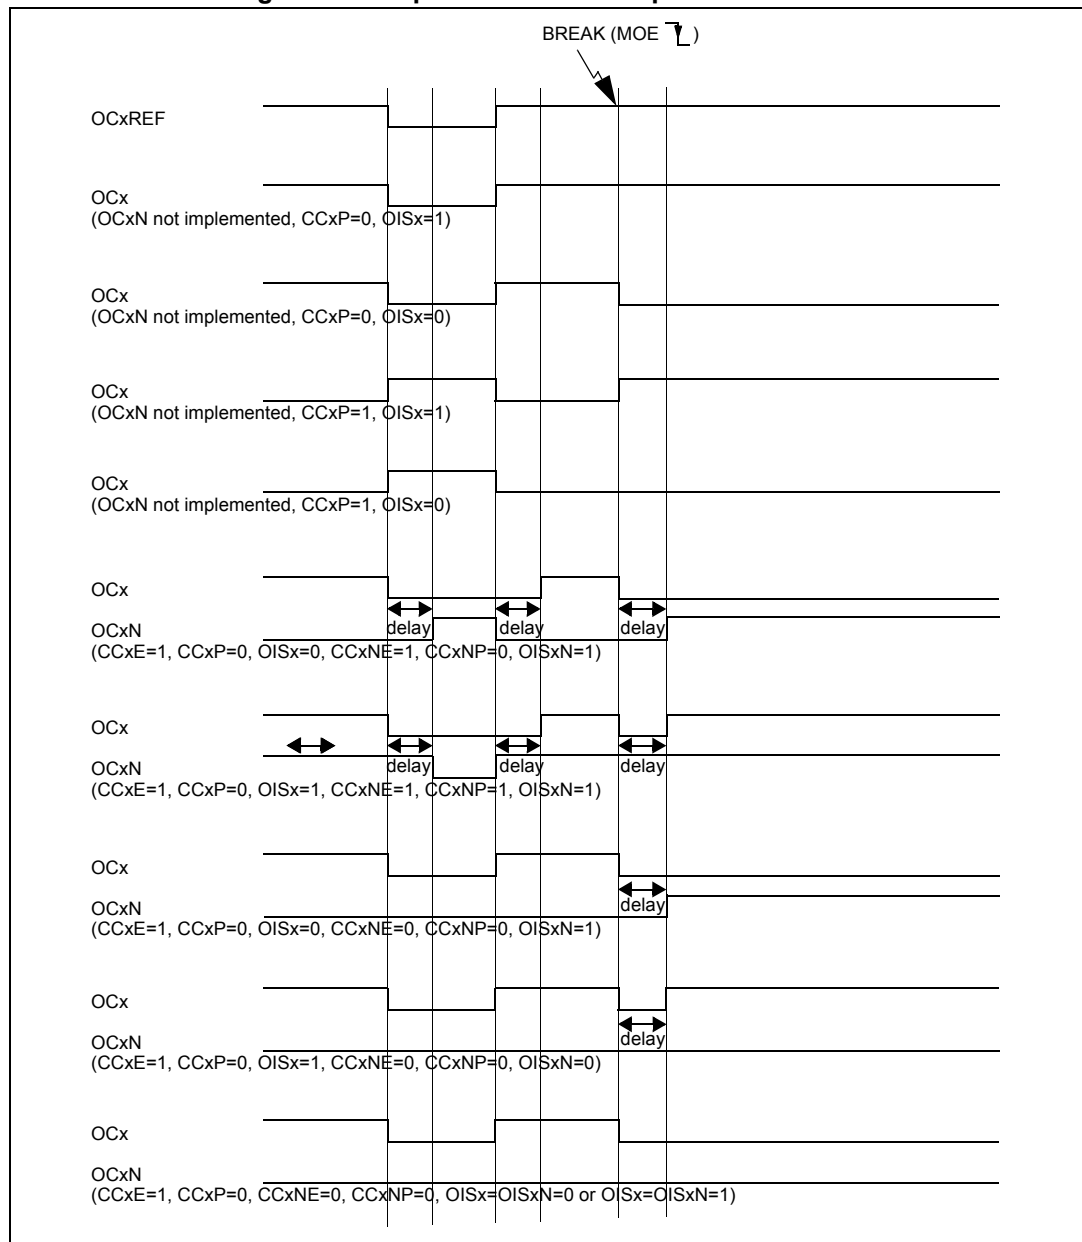 BREAK (MOE )
OCxREF
OCx
(OCxN not implemented, CCxP=0, OISx=1)
OCx
(OCxN not implemented, CCxP=0, OISx=0)
OCx
(OCxN not implemented, CCxP=1, OISx=1)
OCx
(OCxN not implemented, CCxP=1, OISx=0)
OCx
OCxN delay delay delay
(CCxE=1, CCxP=0, OISx=0, CCxNE=1, CCxNP=0, OISxN=1)
OCx
OCxN delay delay delay
(CCxE=1, CCxP=0, OISx=1, CCxNE=1, CCxNP=1, OISxN=1)
OCx
OCxN delay
(CCxE=1, CCxP=0, OISx=0, CCxNE=0, CCxNP=0, OISxN=1)
OCx
OCxN delay
(CCxE=1, CCxP=0, OISx=1, CCxNE=0, CCxNP=0, OISxN=0)
OCx
OCxN
(CCxE=1, CCxP=0, CCxNE=0, CCxNP=0, OISx=OISxN=0 or OISx=OISxN=1)